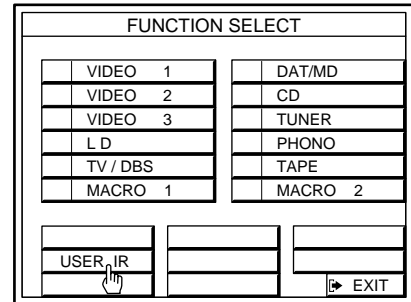 FUNCTION SELECT
VIDEO 1
DAT/MD
VIDEO 2
CD
VIDEO 3
TUNER
L D
PHONO
TV / DBS
TAPE
MACRO 1
MACRO 2
USER IR
EXIT